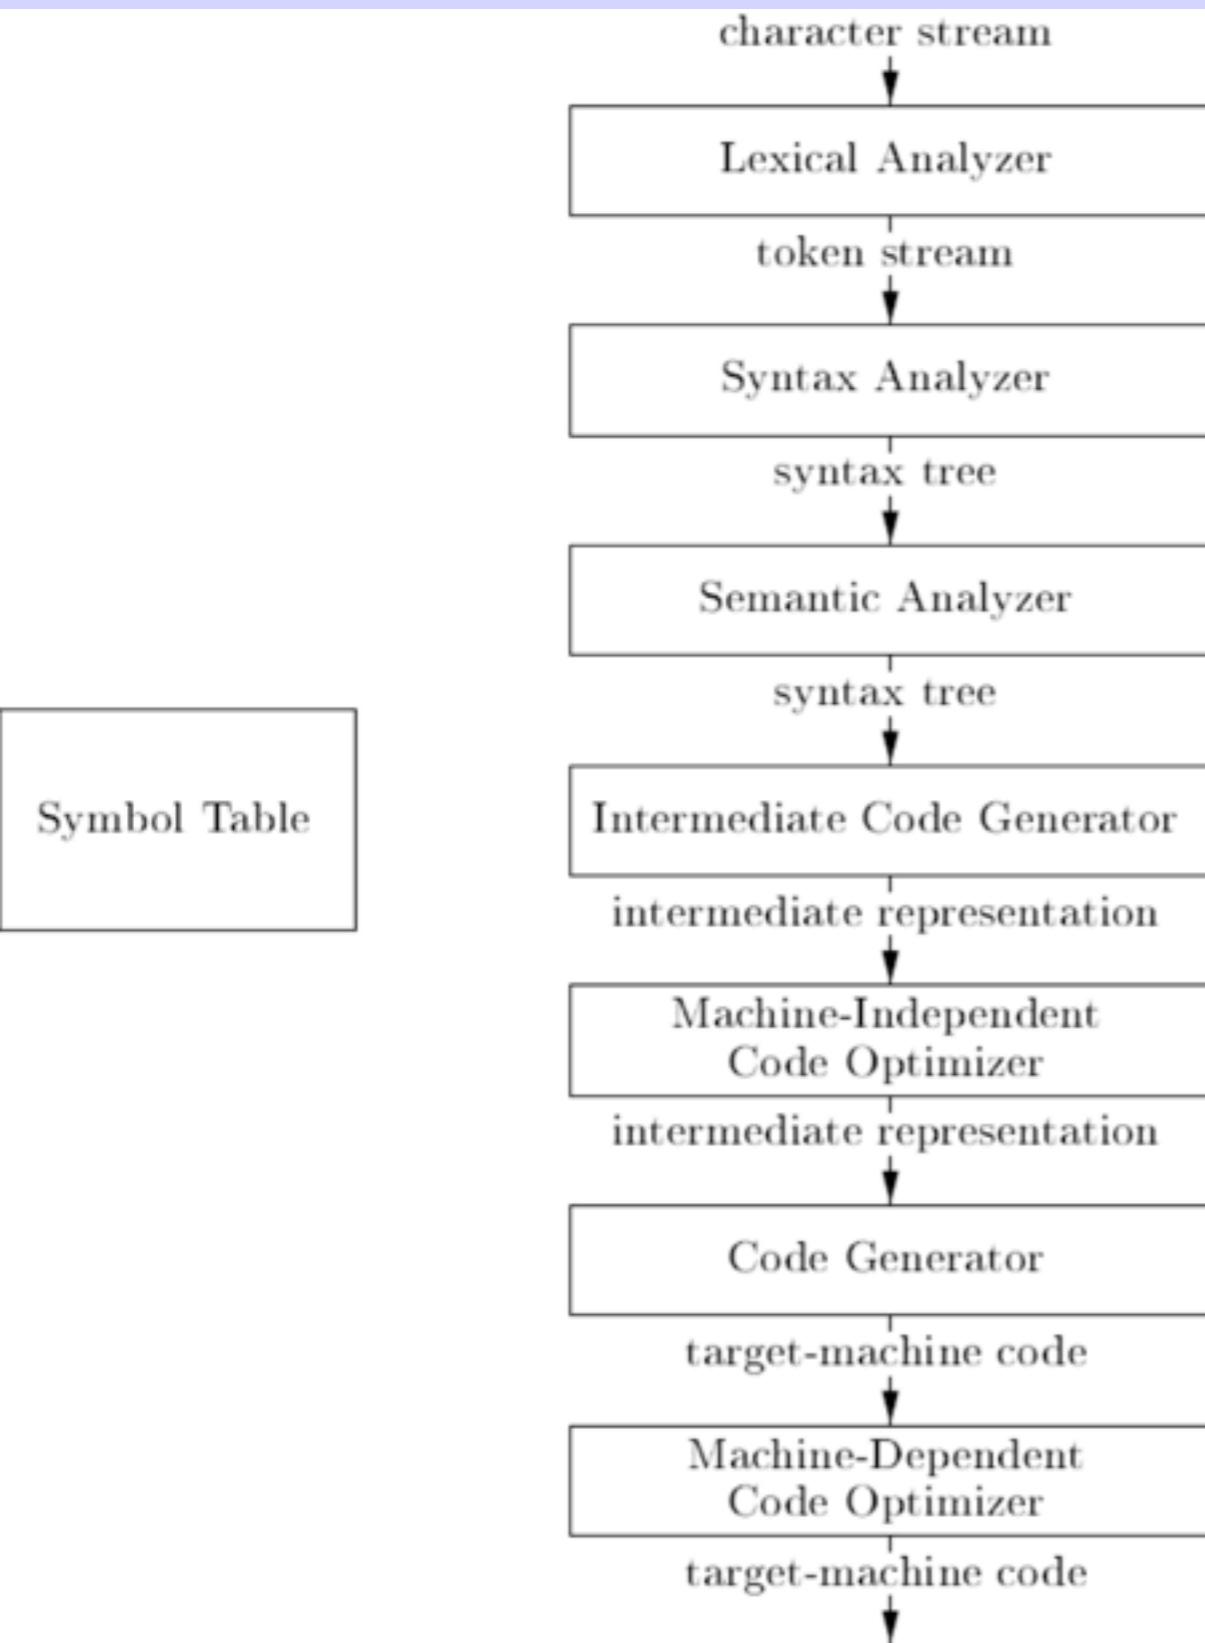 character stream
Lexical Analyzer
token stream
Syntax Analyzer
syntax tree
Semantic Analyzer
syntax tree
Symbol Table
Intermediate Code Generator
intermediate representation
Machine-Independent
Code Optimizer
intermediate representation
Code Generator
target-machine code
Machine-Dependent
Code Optimizer
target-machine code